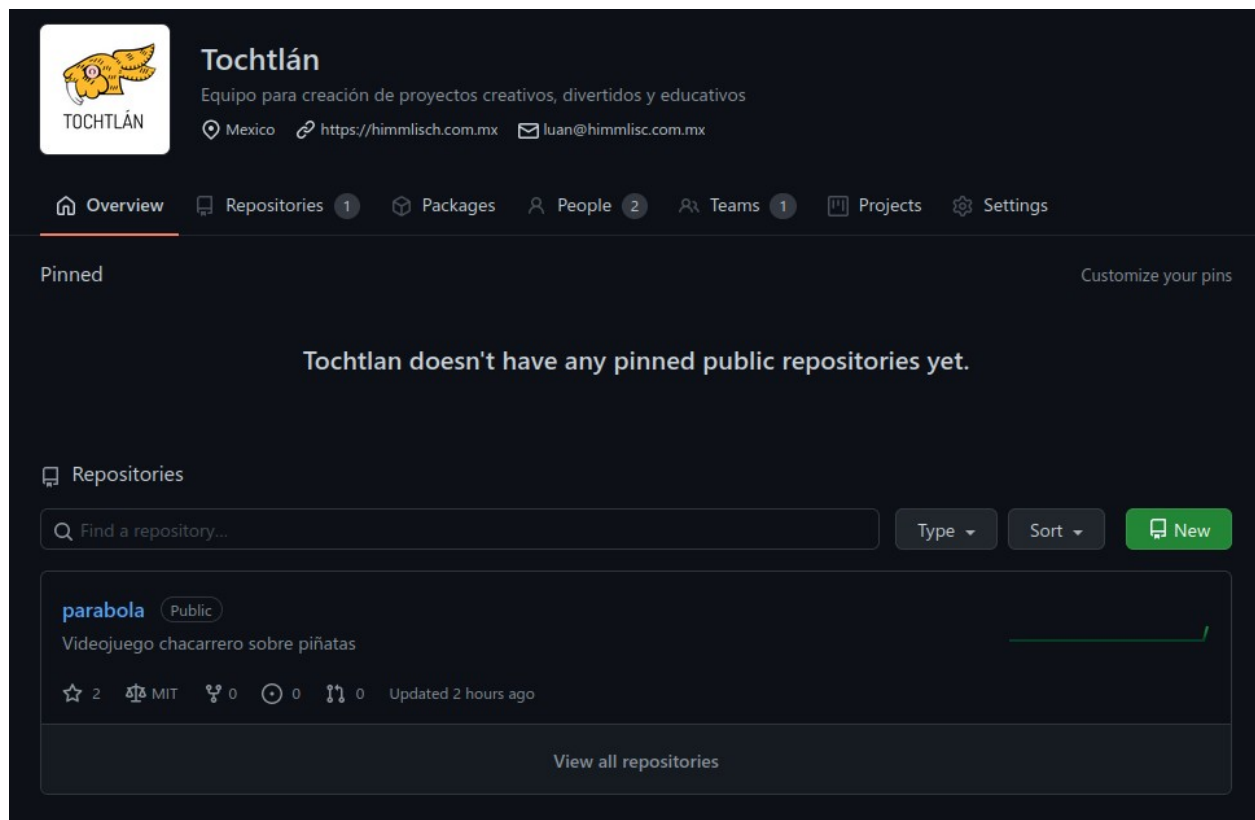 TOCHTLÁN
Tochtlán
Equipo para creación de proyectos creativos, divertidos y educativos
Mexico https://himmlisch.com.mx luan@himmlisc.com.mx
Overview Repositories 1 Packages People 2 Teams 1 Projects Settings
Pinned Customize your pins
Tochtlan doesn't have any pinned public repositories yet.
Repositories
Find a repository... Type Sort New
parabola Public
Videojuego chacarrero sobre piñatas
2 MIT 0 0 0 Updated 2 hours ago
View all repositories